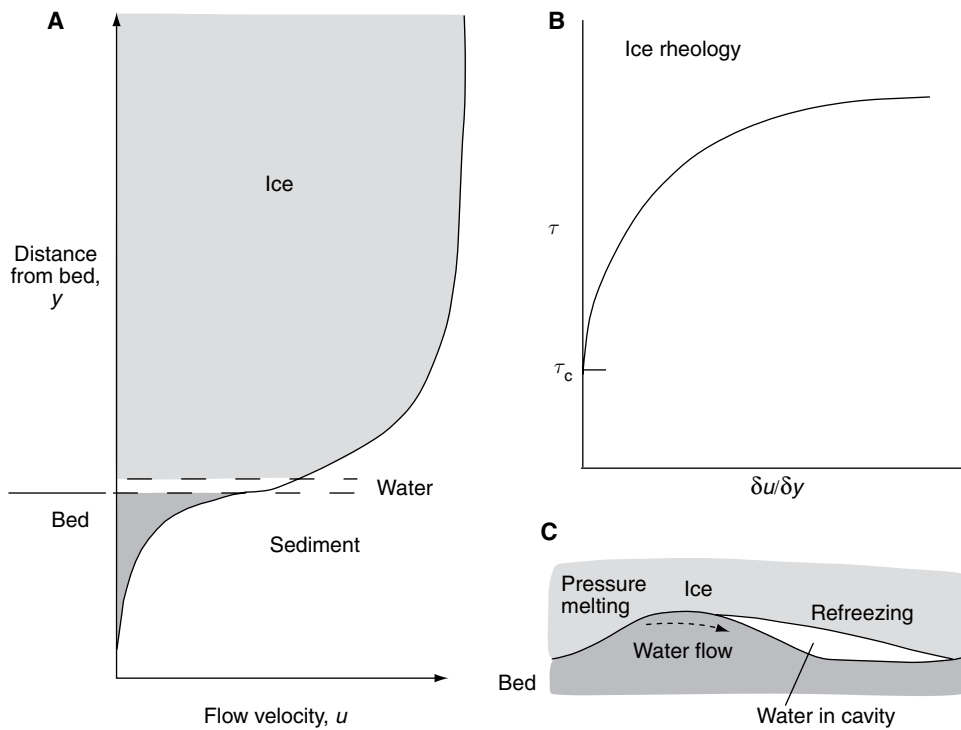 A
Ice
Distance
from bed,
y
Water
Bed
Sediment
Flow velocity, u
B
Ice rheology
τ
τc
δu/δy
C
Pressure
melting
Ice
Refreezing
Water flow
Bed
Water in cavity